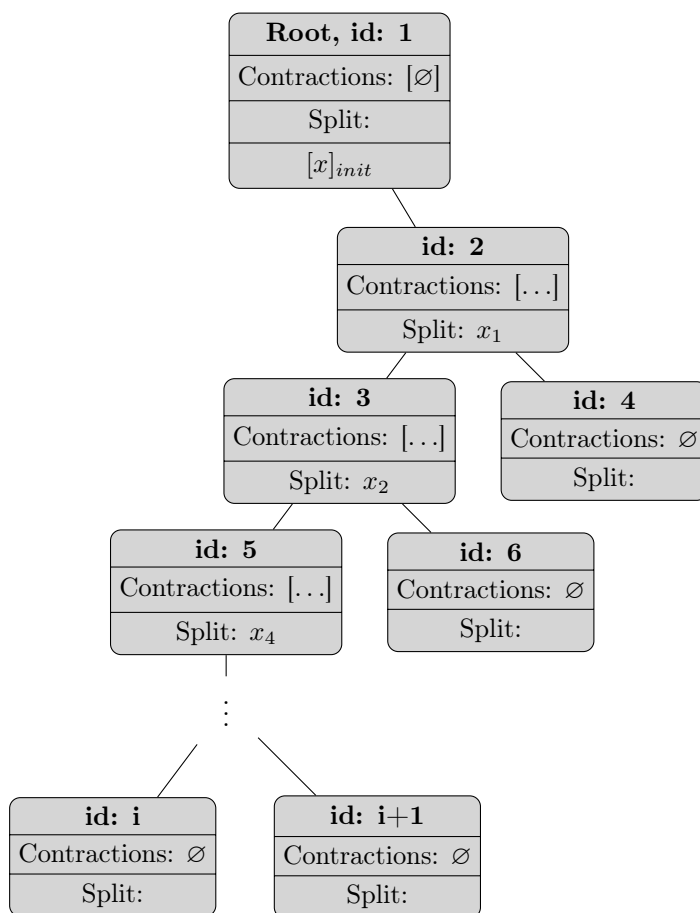 Root, id: 1
Contractions: [∅]
Split:
[x]_{init}
id: 2
Contractions: [...]
Split: x₁
id: 3
Contractions: [...]
Split: x₂
id: 4
Contractions: ∅
Split:
id: 5
Contractions: [...]
Split: x₄
id: 6
Contractions: ∅
Split:
⋮
id: i
Contractions: ∅
Split:
id: i+1
Contractions: ∅
Split: